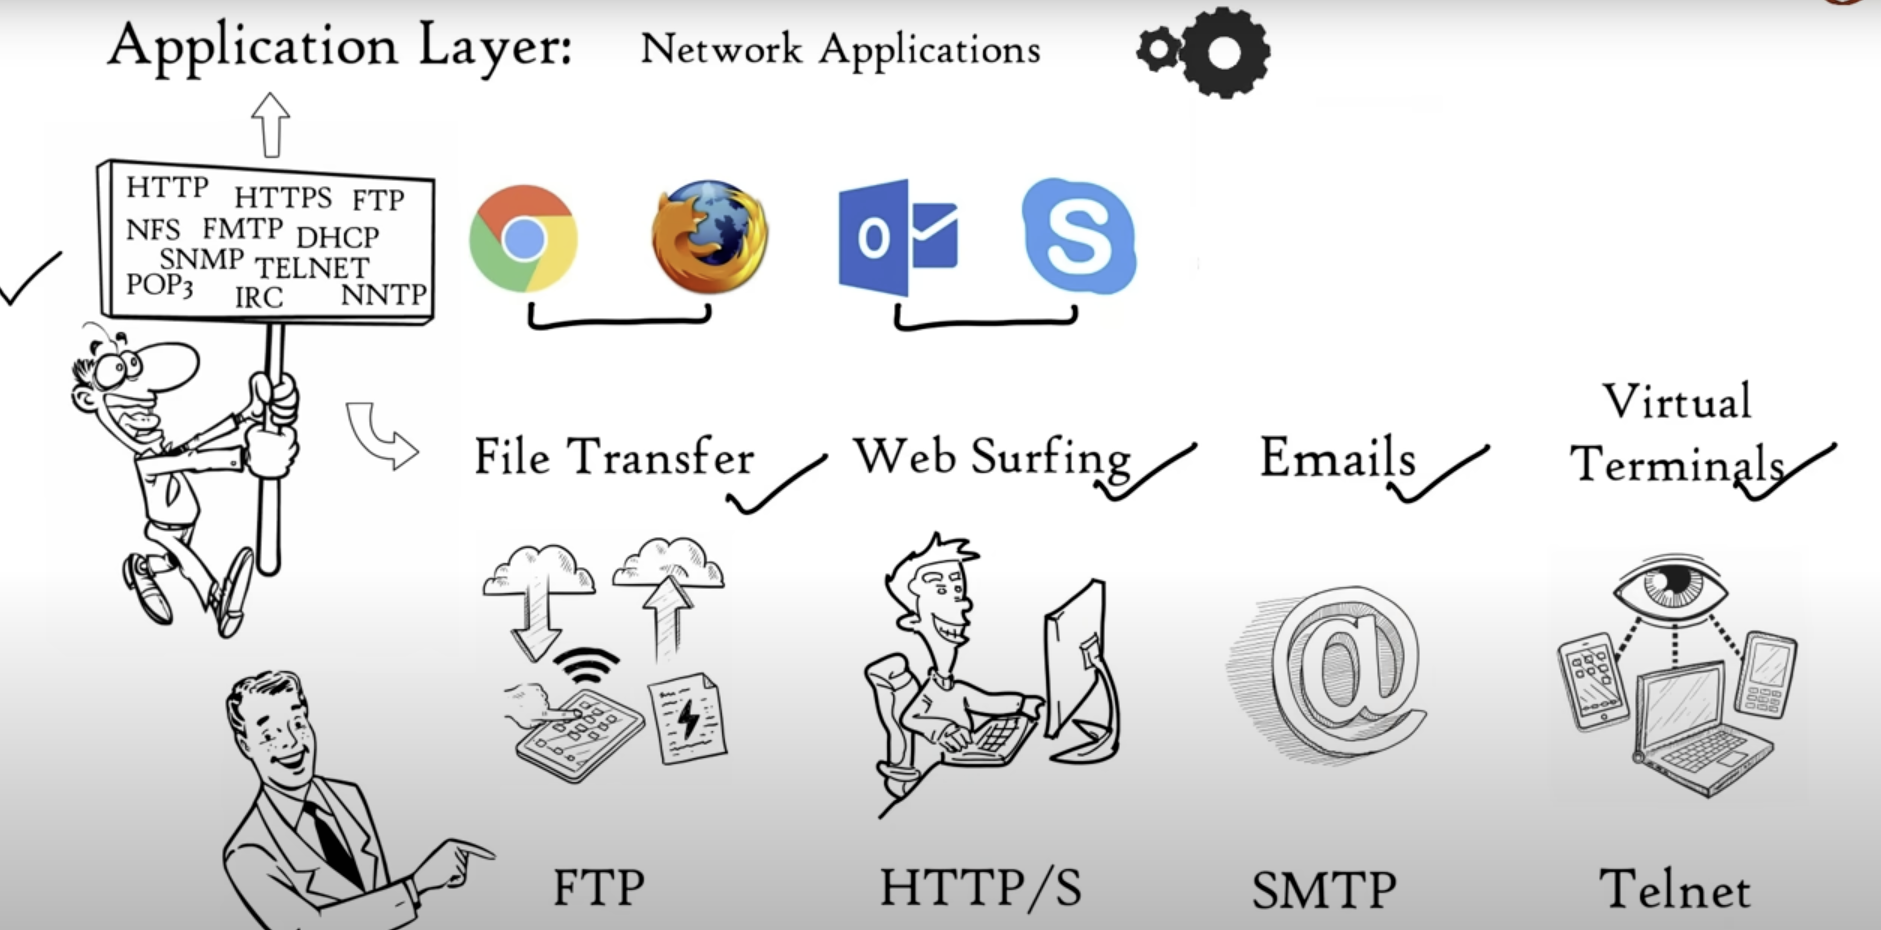 Application Layer: Network Applications
HTTP HTTPS FTP
NFS FMTP DHCP
SNMP TELNET
POP3 IRC NNTP
O S
File Transfer Web Surfing Emails Virtual Terminals
@
FTP HTTP/S SMTP Telnet